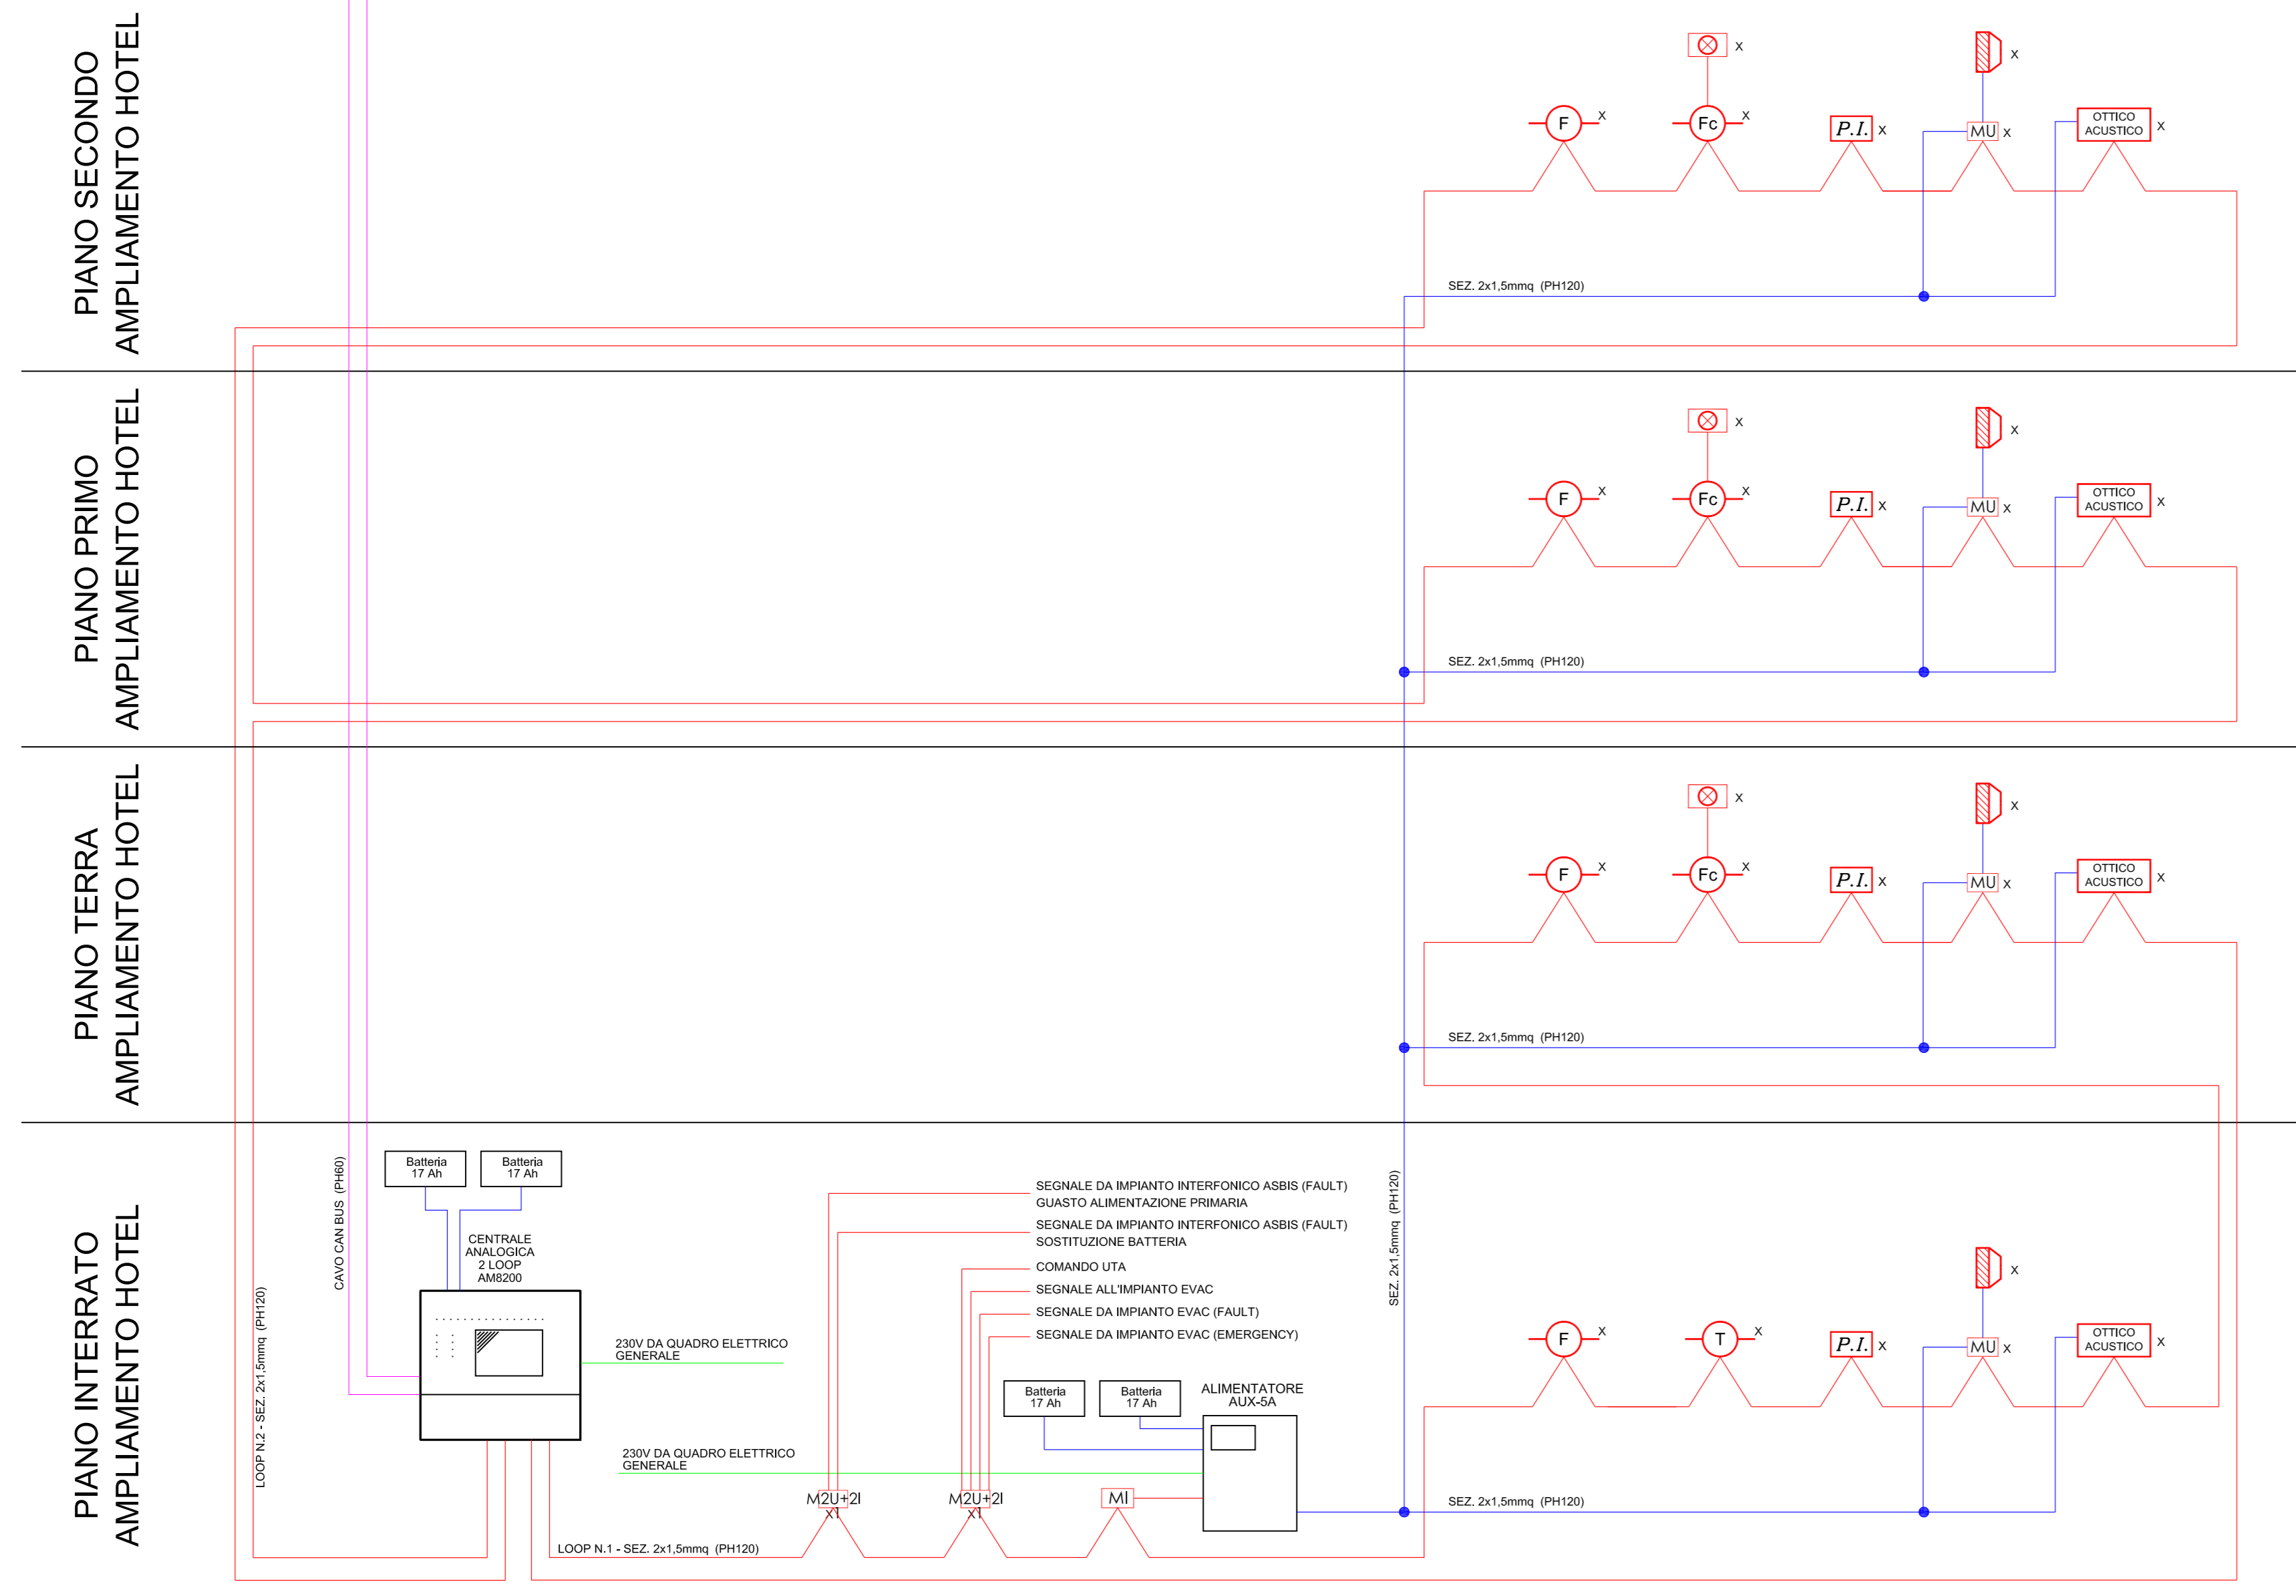 PIANO SECONDO
AMPLIAMENTO HOTEL
X
X
F
X
Fc
X
P.I.
X
MU
X
OTTICO
ACUSTICO
X
SEZ. 2x1,5mmq (PH120)
PIANO PRIMO
AMPLIAMENTO HOTEL
X
X
F
X
Fc
X
P.I.
X
MU
X
OTTICO
ACUSTICO
X
SEZ. 2x1,5mmq (PH120)
PIANO TERRA
AMPLIAMENTO HOTEL
X
X
F
X
Fc
X
P.I.
X
MU
X
OTTICO
ACUSTICO
X
SEZ. 2x1,5mmq (PH120)
PIANO INTERRATO
AMPLIAMENTO HOTEL
LOOP N.2 - SEZ. 2x1,5mmq (PH120)
CAVO CAN BUS (PH60)
Batteria
17 Ah
Batteria
17 Ah
CENTRALE
ANALOGICA
2 LOOP
AM8200
230V DA QUADRO ELETTRICO
GENERALE
SEGNALE DA IMPIANTO INTERFONICO ASBIS (FAULT)
GUASTO ALIMENTAZIONE PRIMARIA
SEGNALE DA IMPIANTO INTERFONICO ASBIS (FAULT)
SOSTITUZIONE BATTERIA
COMANDO UTA
SEGNALE ALL'IMPIANTO EVAC
SEGNALE DA IMPIANTO EVAC (FAULT)
SEGNALE DA IMPIANTO EVAC (EMERGENCY)
Batteria
17 Ah
Batteria
17 Ah
ALIMENTATORE
AUX-5A
230V DA QUADRO ELETTRICO
GENERALE
M2U+2I
X1
M2U+2I
X1
MI
LOOP N.1 - SEZ. 2x1,5mmq (PH120)
SEZ. 2x1,5mmq (PH120)
X
F
X
T
X
P.I.
X
MU
X
OTTICO
ACUSTICO
X
SEZ. 2x1,5mmq (PH120)